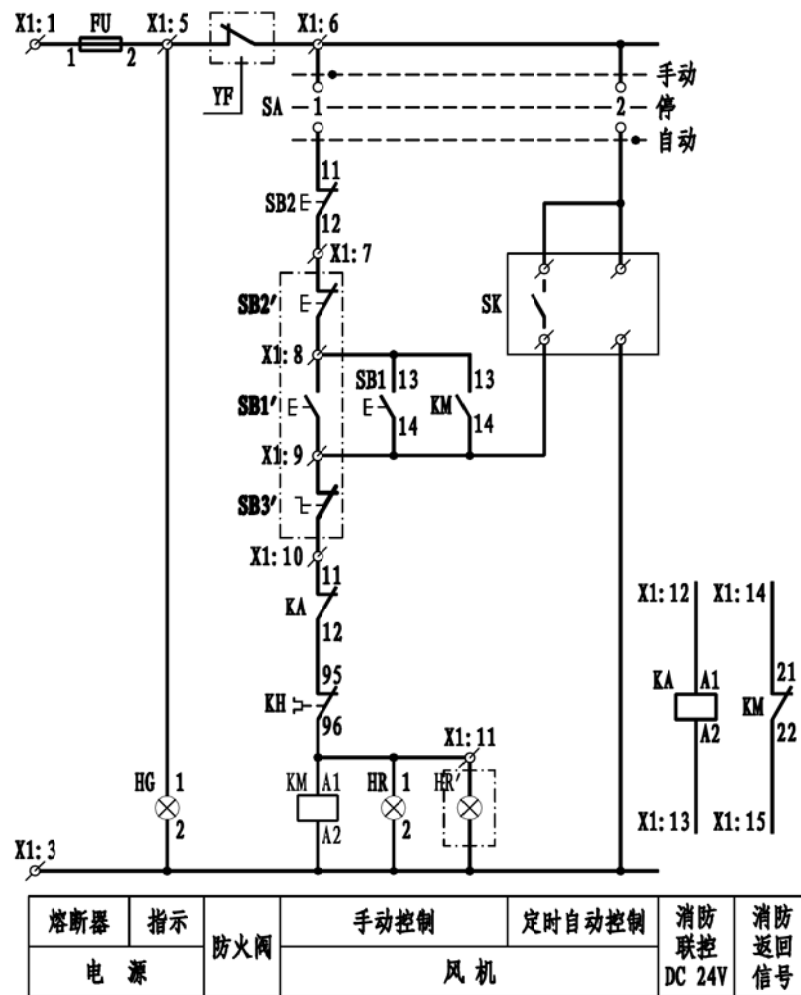 X1:1 FU X1:5 X1:6
1 2
手动
YF SA 1 2 停
自动
11
SB2
12
X1:7
SB2′ SK
X1:8
SB1 13 13
SB1′ KM
14 14
X1:9
SB3′
X1:10
11 X1:12 X1:14
KA
12
95 21
KA A1
KH KM
A2 22
96
X1:11
HG 1 KM A1 HR 1 HR′
2 A2 2 X1:13 X1:15
X1:3
熔断器 指示 防火阀 手动控制 定时自动控制 消防联控 DC 24V 消防返回信号
电 源 风 机